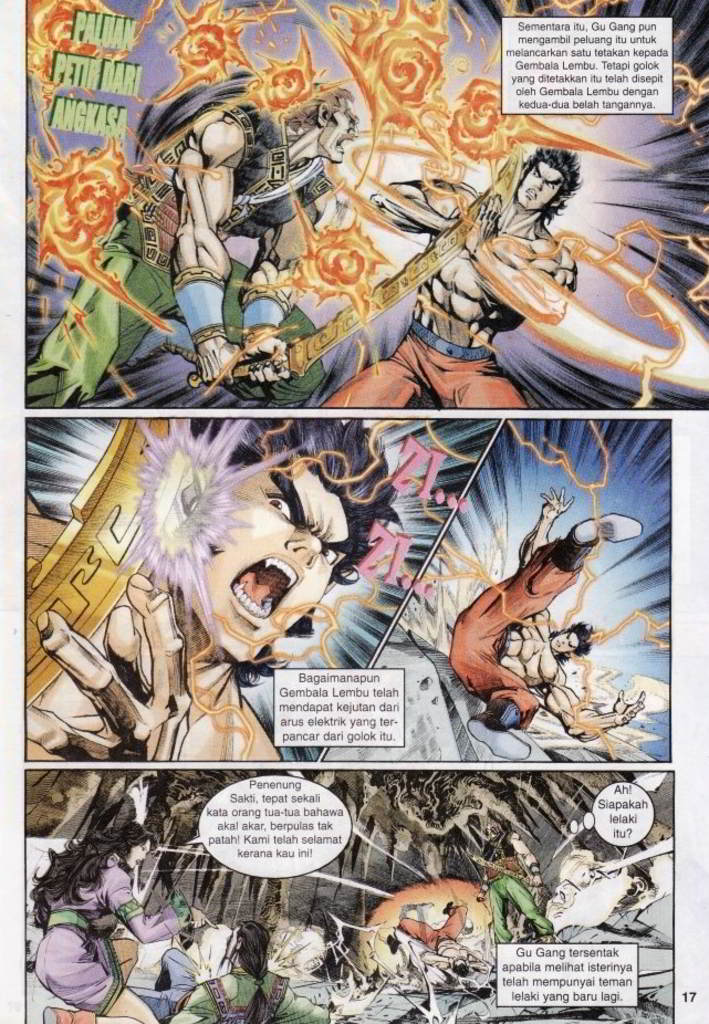 PALUAN
PETIR DARI
ANGKASA
Sementara itu, Gu Gang pun
mengambil peluang itu untuk
melancarkan satu tetakan kepada
Gembala Lembu. Tetapi golok
yang ditetakkan itu telah disepit
oleh Gembala Lembu dengan
kedua-dua belah tangannya.
ZI...
ZI...
Bagaimanapun
Gembala Lembu telah
mendapat kejutan dari
arus elektrik yang ter-
pancar dari golok itu.
Penenung
Sakti, tepat sekali
kata orang tua-tua bahawa
akal akar, berpulas tak
patah! Kami telah selamat
kerana kau ini!
Ah!
Siapakah
lelaki
itu?
Gu Gang tersentak
apabila melihat isterinya
telah mempunyai teman
lelaki yang baru lagi.
17